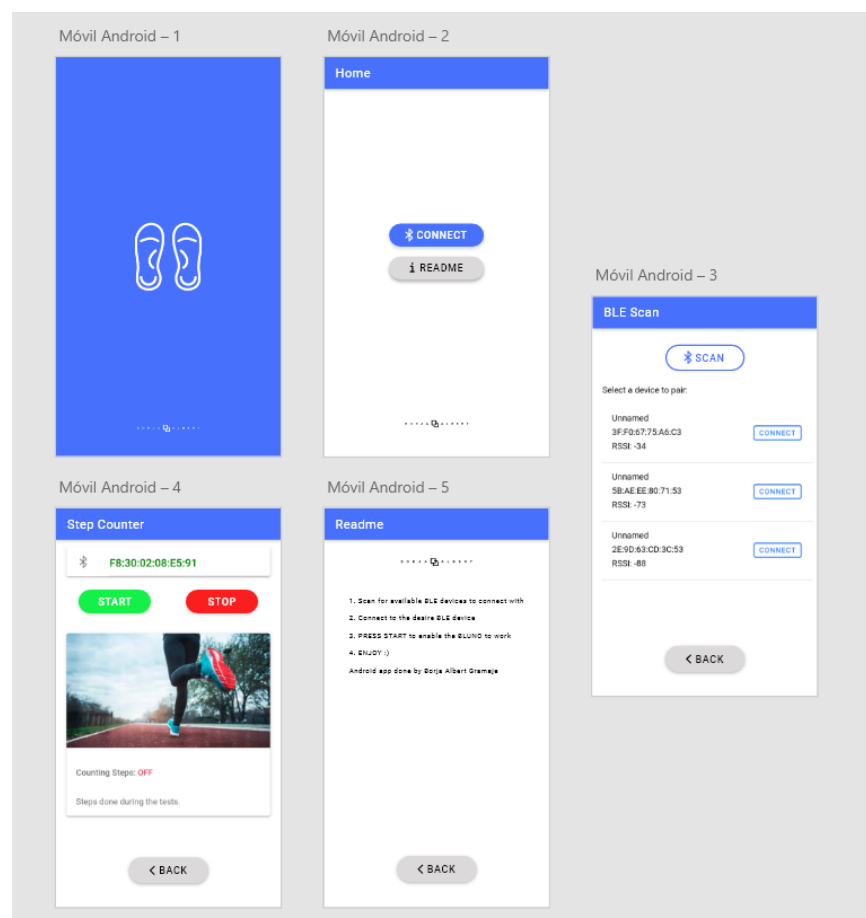 Móvil Android – 1
Móvil Android – 2
Home
CONNECT
i README
Móvil Android – 3
BLE Scan
SCAN
Select a device to pair:
Unnamed
3F:F0:67:75:A6:C3
CONNECT
RSSI: -34
Unnamed
5B:AE:EE:80:71:53
CONNECT
RSSI: -73
Unnamed
2E:9D:63:CD:3C:53
CONNECT
RSSI: -88
< BACK
Móvil Android – 4
Step Counter
F8:30:02:08:E5:91
START STOP
Counting Steps: OFF
Steps done during the tests.
< BACK
Móvil Android – 5
Readme
1. Scan for available BLE devices to connect with
2. Connect to the desire BLE device
3. PRESS START to enable the BLUNO to work
4. ENJOY :)
Android app done by Borja Albert Gramaje
< BACK